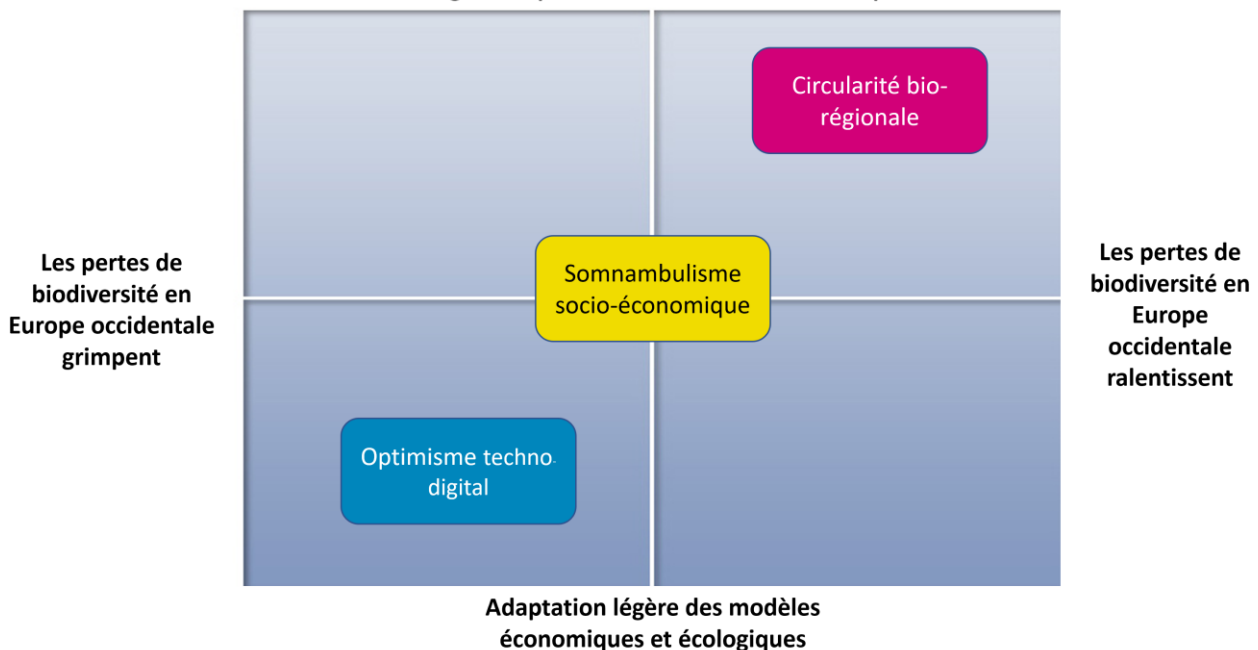 Circularité bio-
régionale
Les pertes de
biodiversité en
Europe occidentale
grimpent
Somnambulisme
socio-économique
Les pertes de
biodiversité en
Europe
occidentale
ralentissent
Optimisme techno-
digital
Adaptation légère des modèles
économiques et écologiques